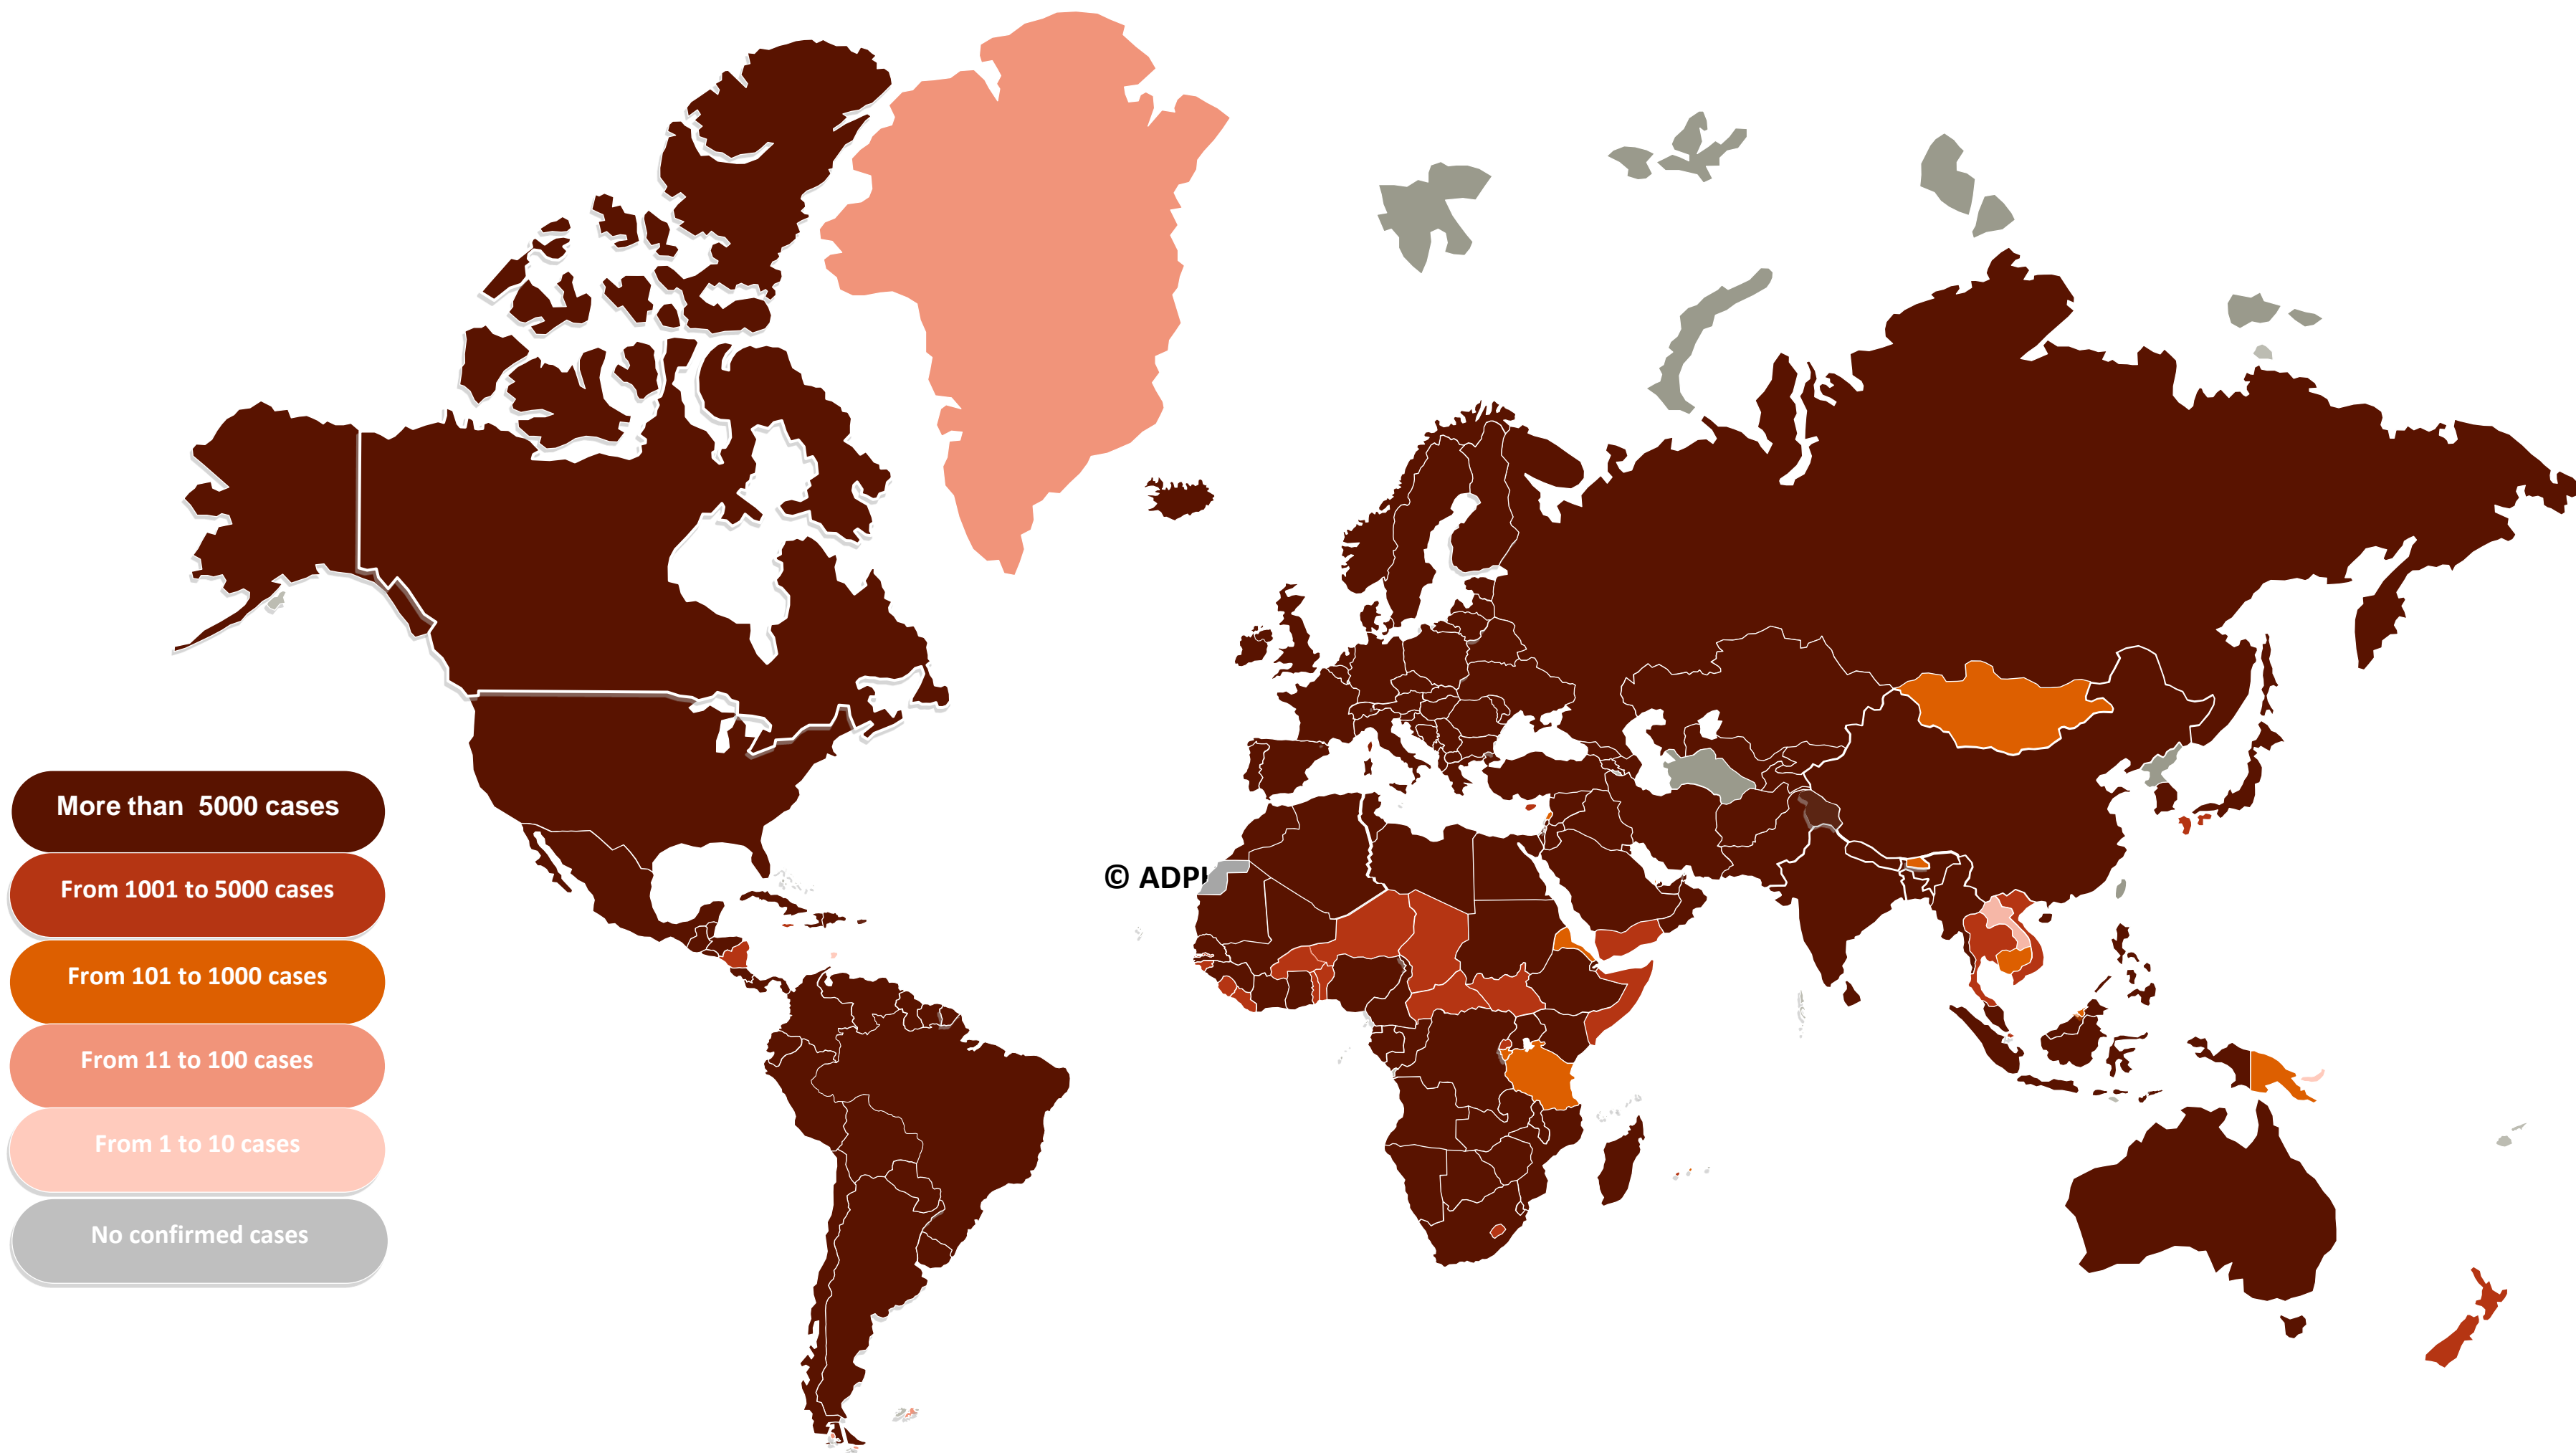 More than 5000 cases
From 1001 to 5000 cases
© ADPH
From 101 to 1000 cases
From 11 to 100 cases
From 1 to 10 cases
No confirmed cases